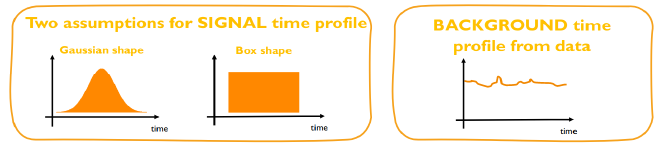 Two assumptions for SIGNAL time profile
Gaussian shape
Box shape
time
time
BACKGROUND time
profile from data
time